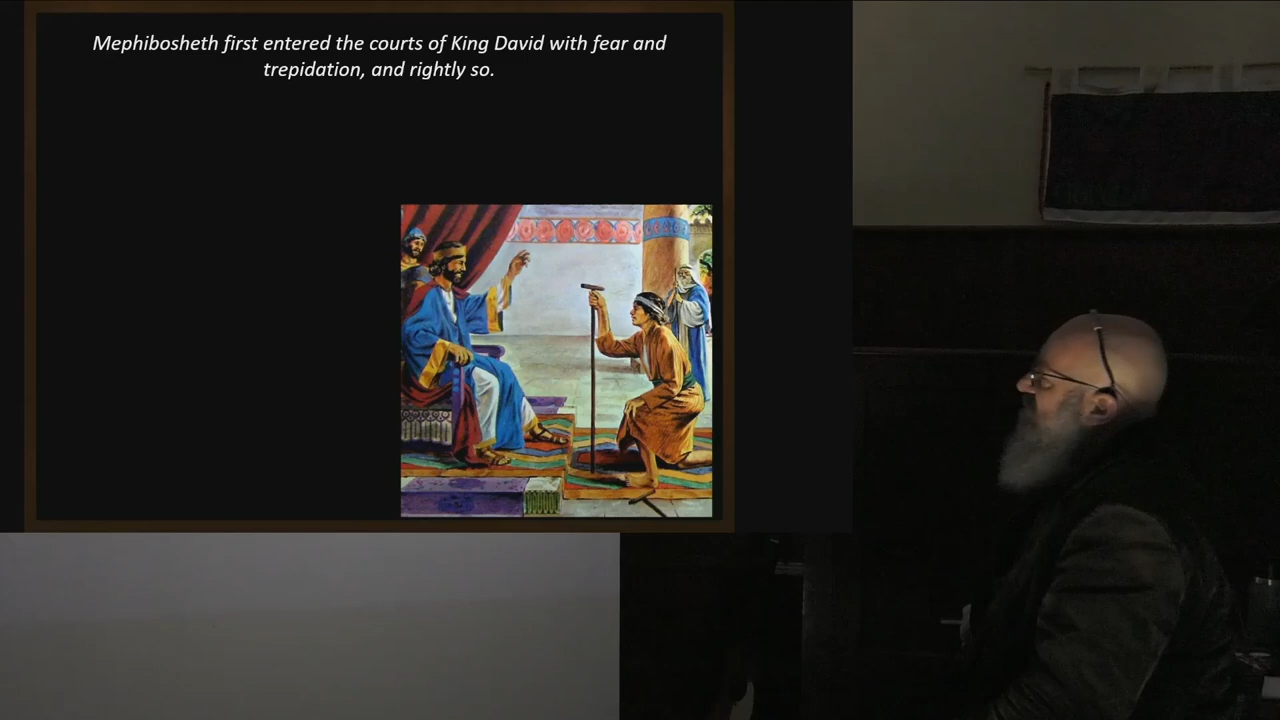 Mephibosheth first entered the courts of King David with fear and
trepidation, and rightly so.